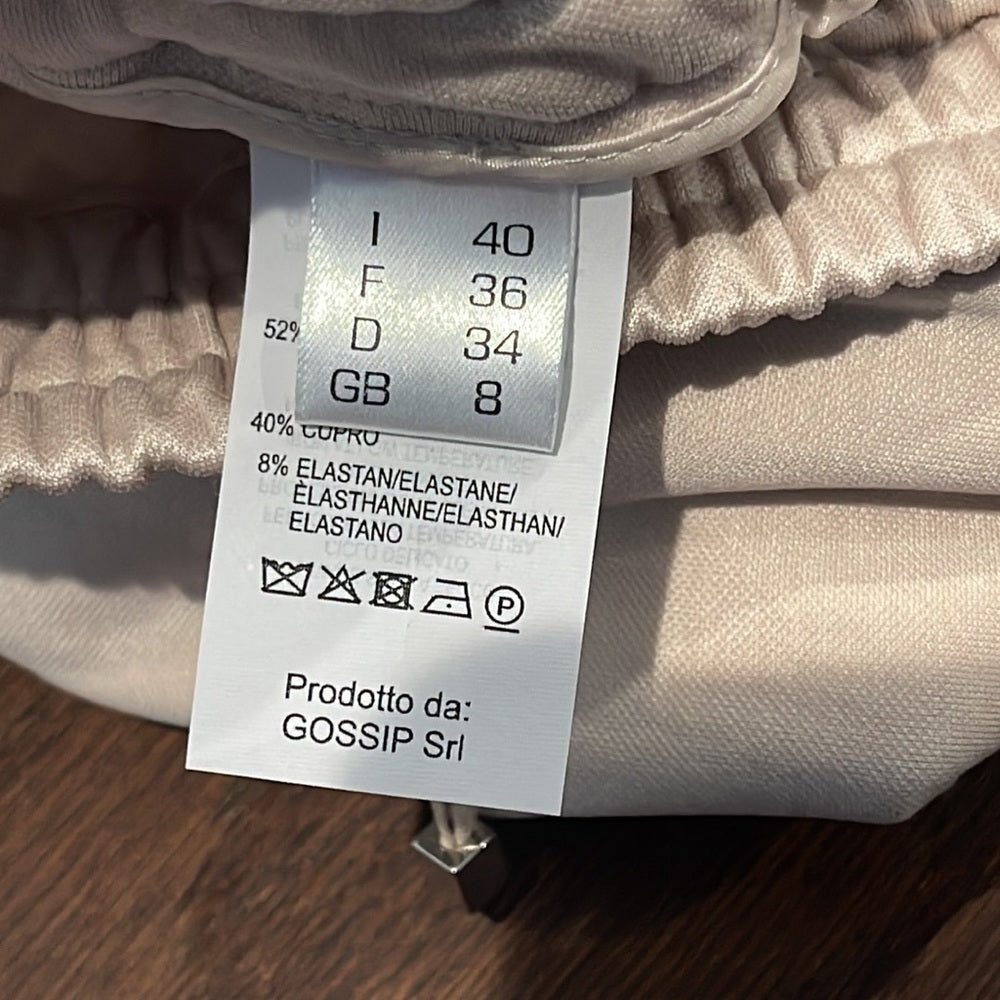 I 40
F 36
D 34
GB 8
52%
40% CUPRO
8% ELASTAN/ELASTANE/
ÈLASTHANNE/ELASTHAN/
ELASTANO
P
Prodotto da:
GOSSIP Srl